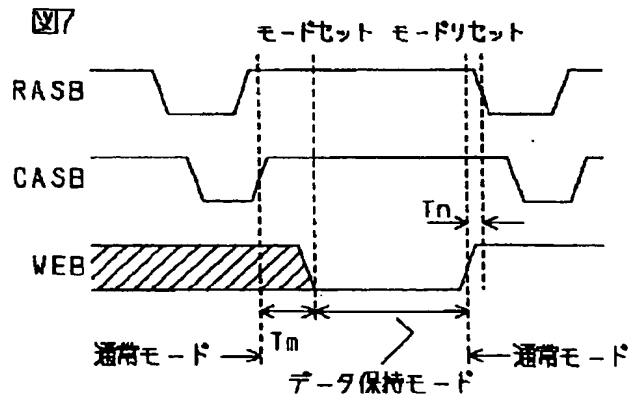 図7
モードセット モードリセット
RASB
CASB
Tn
WEB
Tm
通常モード
通常モード
データ保持モード